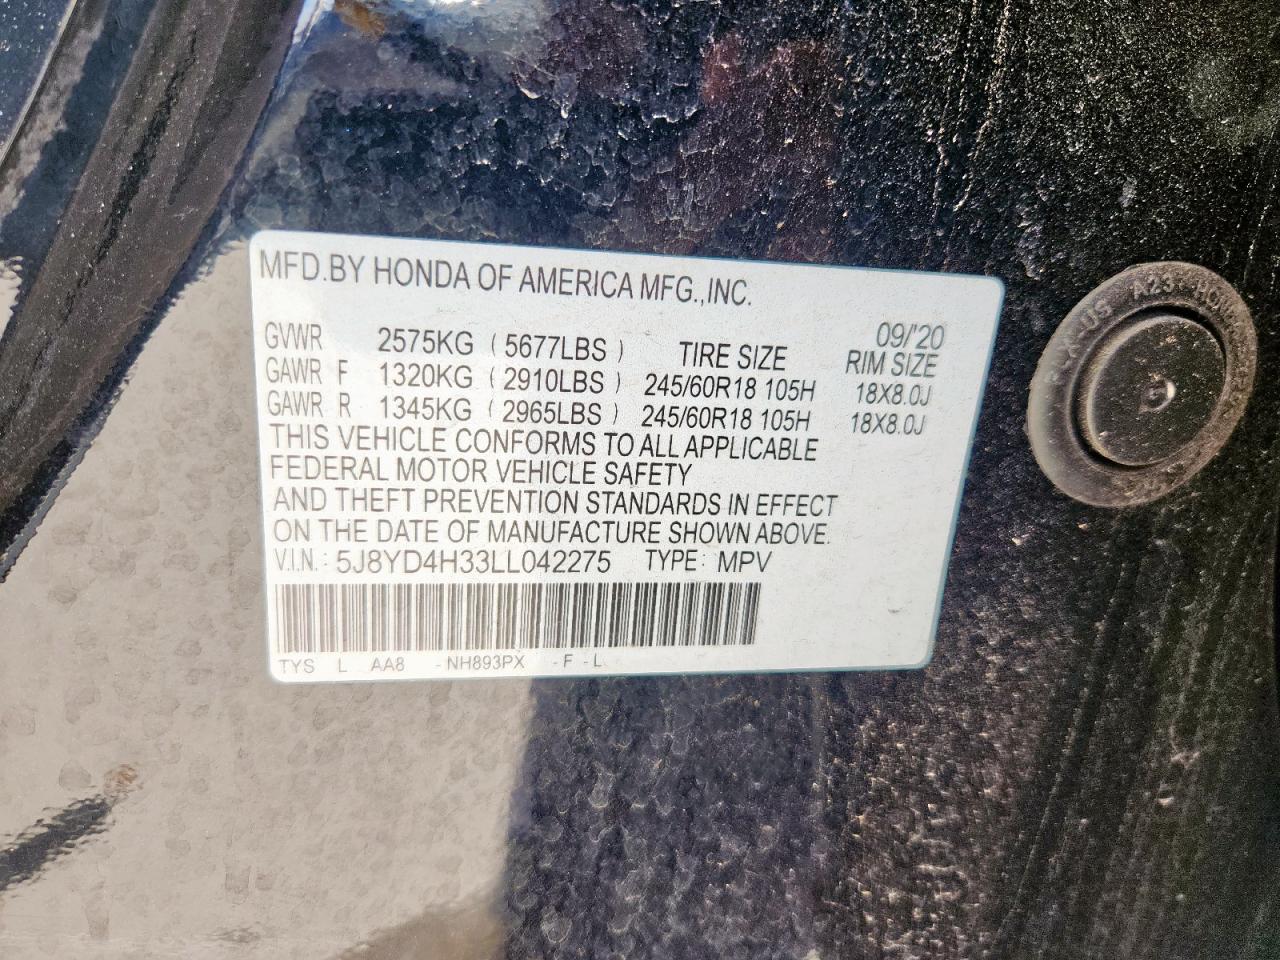 MFD.BY HONDA OF AMERICA MFG.,INC.
09/'20
GVWR 2575KG ( 5677LBS ) TIRE SIZE RIM SIZE
GAWR F 1320KG ( 2910LBS ) 245/60R18 105H 18X8.0J
GAWR R 1345KG ( 2965LBS ) 245/60R18 105H 18X8.0J
THIS VEHICLE CONFORMS TO ALL APPLICABLE
FEDERAL MOTOR VEHICLE SAFETY
AND THEFT PREVENTION STANDARDS IN EFFECT
ON THE DATE OF MANUFACTURE SHOWN ABOVE.
V.I.N.: 5J8YD4H33LL042275 TYPE: MPV
TYS L AA8 -NH893PX -F -L
A23